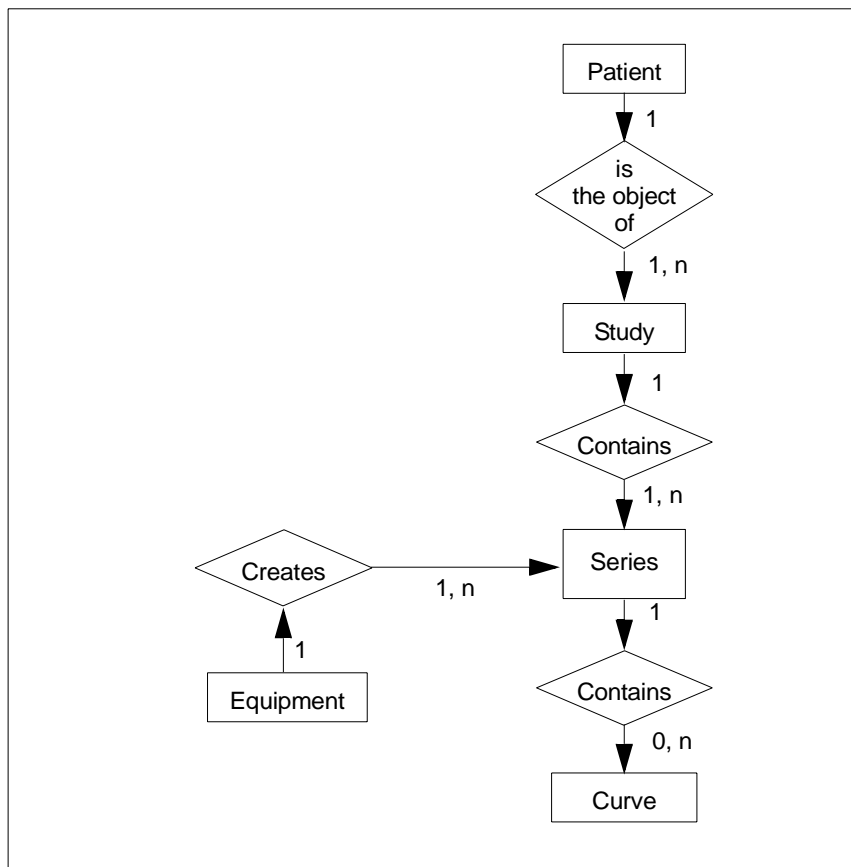 Patient
1
is
the object
of
1, n
Study
1
Contains
1, n
Creates
1, n
Series
1
1
Equipment
Contains
0, n
Curve